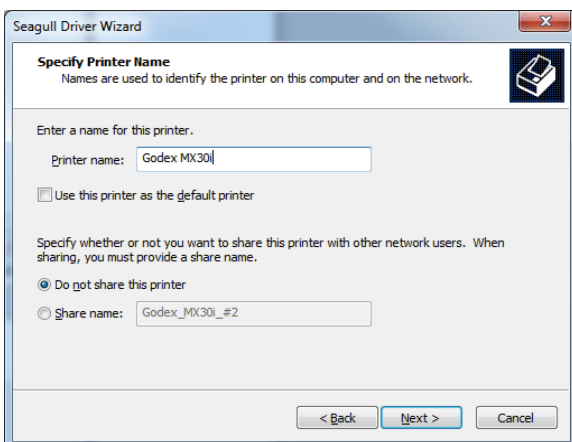 Seagull Driver Wizard
Specify Printer Name
Names are used to identify the printer on this computer and on the network.
Enter a name for this printer.
Printer name: Godex MX30i
Use this printer as the default printer
Specify whether or not you want to share this printer with other network users. When
sharing, you must provide a share name.
Do not share this printer
Share name: Godex_MX30i_#2
< Back Next > Cancel